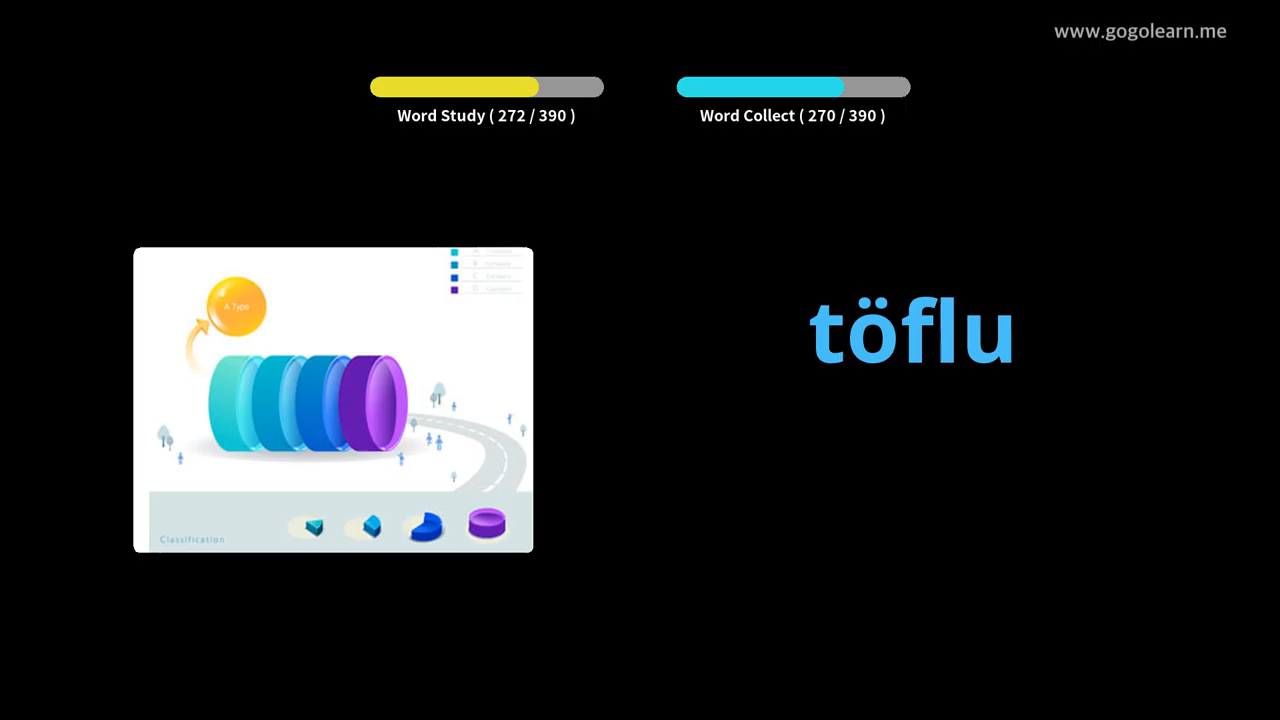 www.gogolearn.me
Word Study ( 272 / 390 )
Word Collect ( 270 / 390 )
A Type
töflu
C
D
Classification